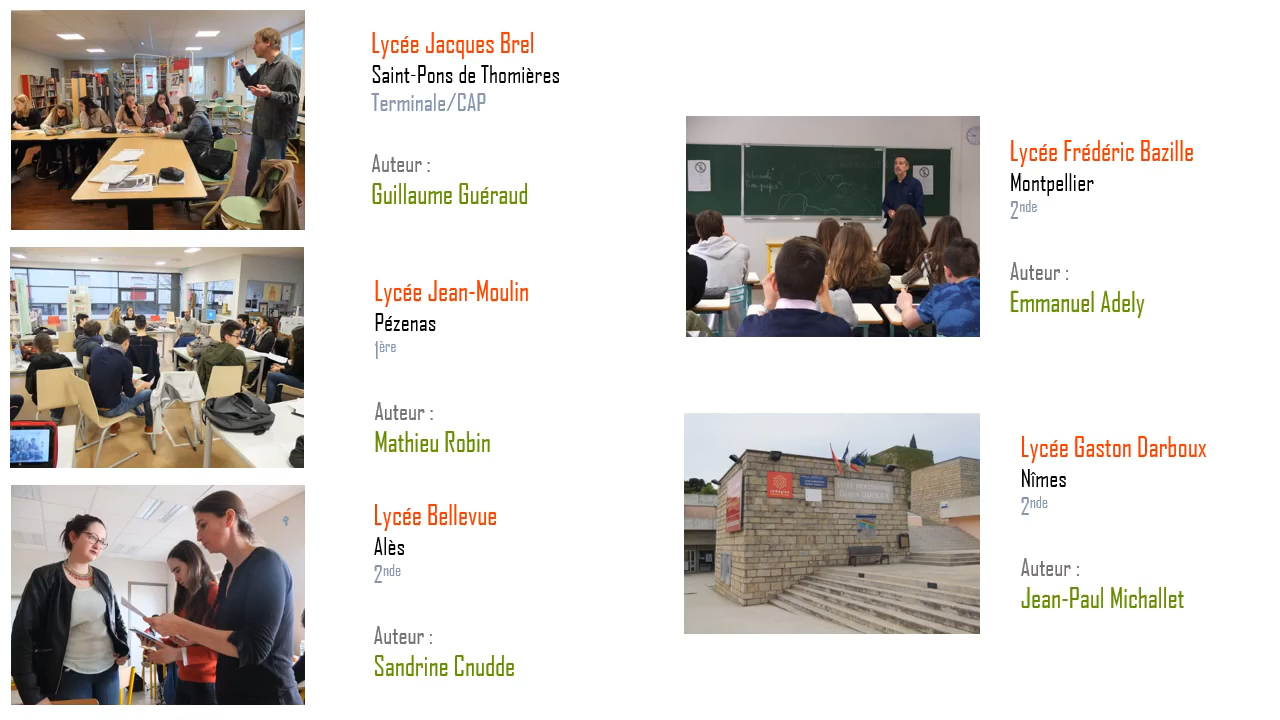 Lycée Jacques Brel
Saint-Pons de Thomières
Terminale/CAP
Auteur :
Guillaume Guéraud
Lycée Jean-Moulin
Pézenas
1ère
Auteur :
Mathieu Robin
Lycée Bellevue
Alès
2nde
Auteur :
Sandrine Cnudde
Lycée Frédéric Bazille
Montpellier
2nde
Auteur :
Emmanuel Adely
Lycée Gaston Darboux
Nîmes
2nde
Auteur :
Jean-Paul Michallet